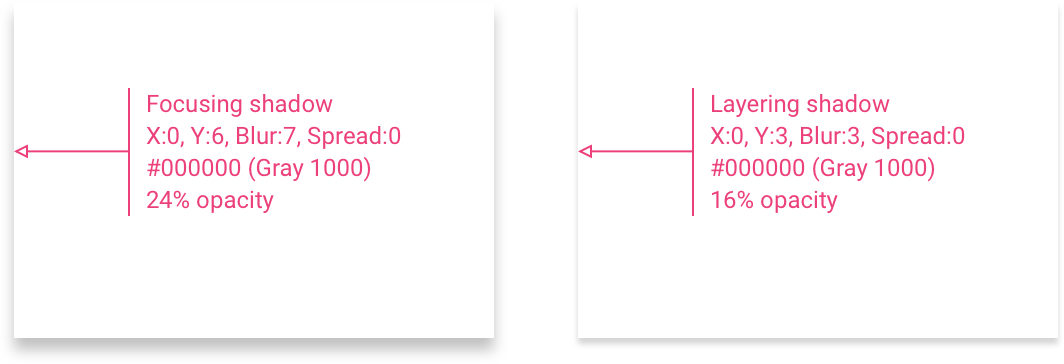 Focusing shadow
X:0, Y:6, Blur:7, Spread:0
#000000 (Gray 1000)
24% opacity
Layering shadow
X:0, Y:3, Blur:3, Spread:0
#000000 (Gray 1000)
16% opacity